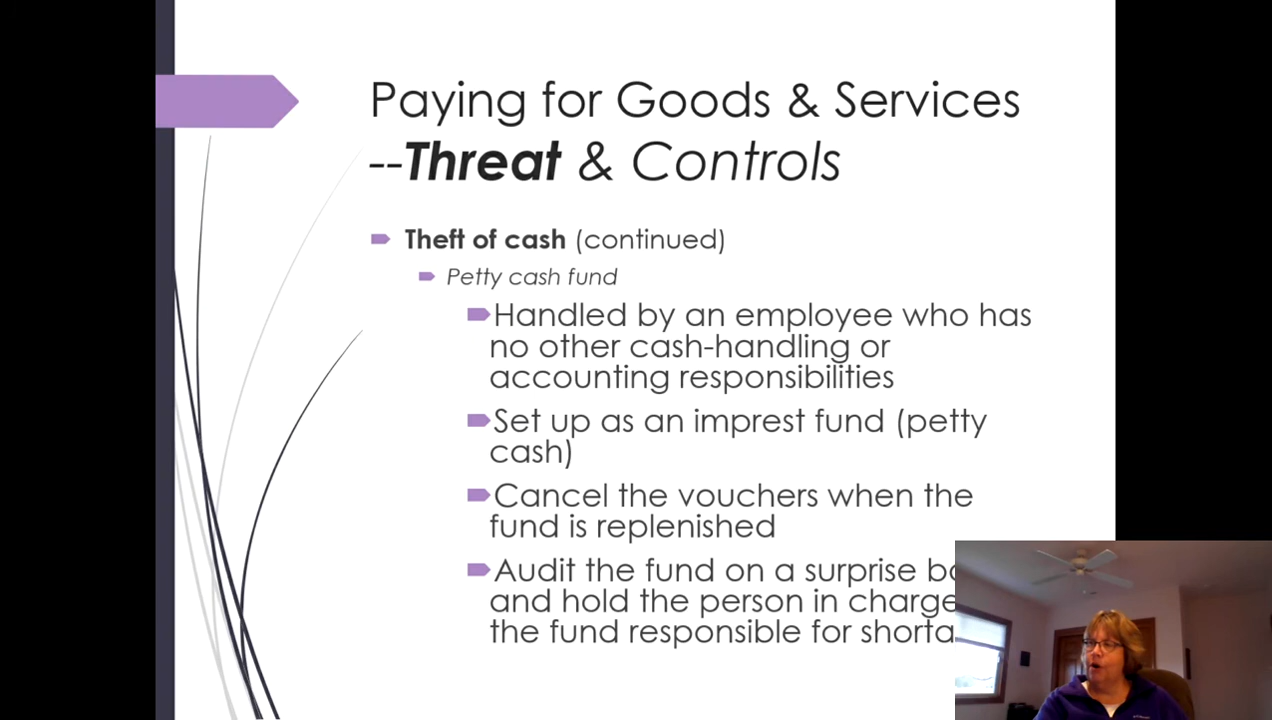 Paying for Goods & Services
--Threat & Controls
Theft of cash (continued)
Petty cash fund
Handled by an employee who has
no other cash-handling or
accounting responsibilities
Set up as an imprest fund (petty
cash)
Cancel the vouchers when the
fund is replenished
Audit the fund on a surprise
and hold the person in charge
the fund responsible for